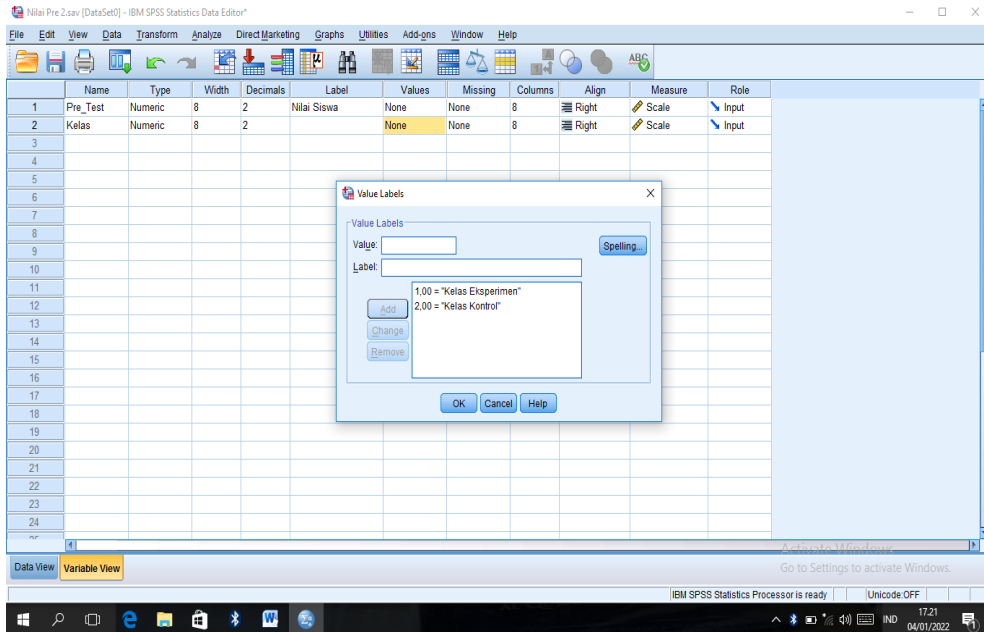 Nilai Pre 2.sav [DataSet0] - IBM SPSS Statistics Data Editor*
File Edit View Data Transform Analyze Direct Marketing Graphs Utilities Add-ons Window Help
Name Type Width Decimals Label Values Missing Columns Align Measure Role
1 Pre_Test Numeric 8 2 Nilai Siswa None None 8 Right Scale Input
2 Kelas Numeric 8 2 None None 8 Right Scale Input
3
4
5
6
7
8
9
10
11
12
13
14
15
16
17
18
19
20
21
22
23
24
25
Value Labels
Value Labels
Value:
Spelling...
Label:
1,00 = "Kelas Eksperimen"
2,00 = "Kelas Kontrol"
Add
Change
Remove
OK Cancel Help
Activate Windows
Go to Settings to activate Windows.
Data View Variable View
IBM SPSS Statistics Processor is ready Unicode:OFF
IND
17.21
04/01/2022